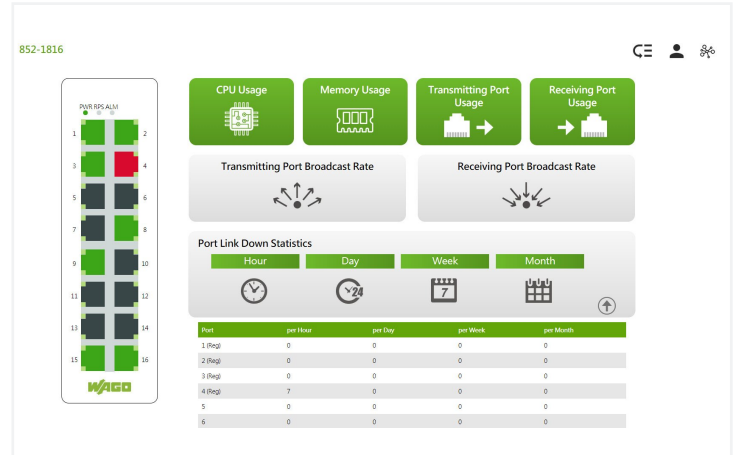 852-1816
PWR RPS ALM
1 2
3 4
5 6
7 8
9 10
11 12
13 14
15 16
WAGO
CPU Usage
Memory Usage
Transmitting Port
Usage
Receiving Port
Usage
Transmitting Port Broadcast Rate
Receiving Port Broadcast Rate
Port Link Down Statistics
Hour Day Week Month
24 7
Port per Hour per Day per Week per Month
1 (Reg) 0 0 0 0
2 (Reg) 0 0 0 0
3 (Reg) 0 0 0 0
4 (Reg) 7 0 0 0
5 0 0 0 0
6 0 0 0 0